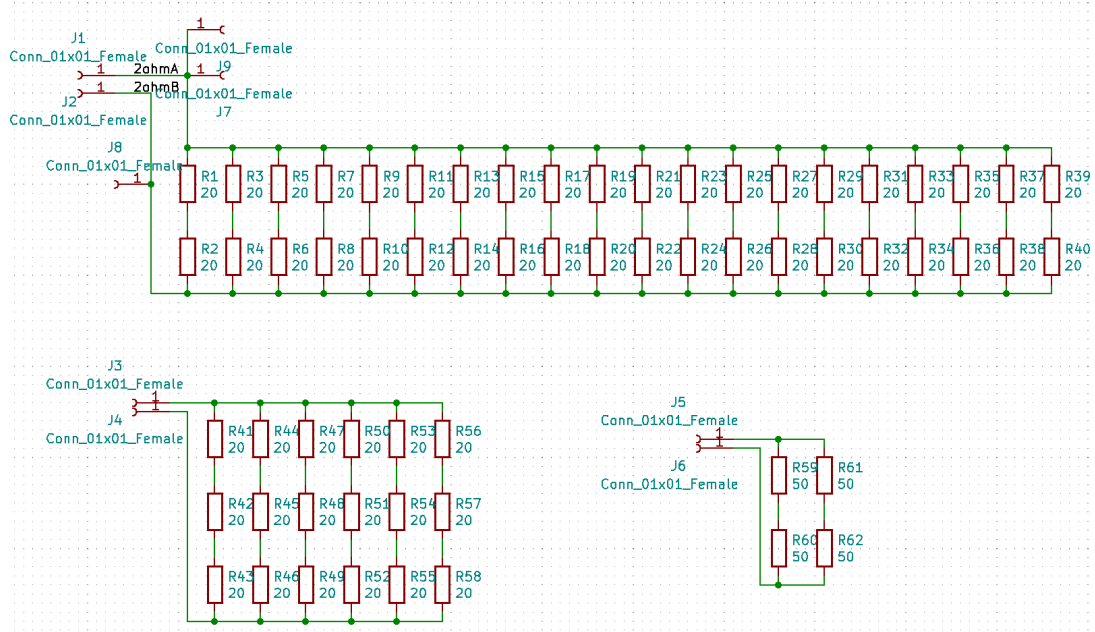 1
J1
Conn_01x01_Female
Conn_01x01_Female
J9
1
2ohmA
1
1
2ohmB
Conn_01x01_Female
J2
J7
Conn_01x01_Female
J8
Conn_01x01_Female
1
R1 R3 R5 R7 R9 R11 R13 R15 R17 R19 R21 R23 R25 R27 R29 R31 R33 R35 R37 R39
20 20 20 20 20 20 20 20 20 20 20 20 20 20 20 20 20 20 20 20
R2 R4 R6 R8 R10 R12 R14 R16 R18 R20 R22 R24 R26 R28 R30 R32 R34 R36 R38 R40
20 20 20 20 20 20 20 20 20 20 20 20 20 20 20 20 20 20 20 20
J3
Conn_01x01_Female
1
1
J4
Conn_01x01_Female
R41 R44 R47 R50 R53 R56
20 20 20 20 20 20
R42 R45 R48 R51 R54 R57
20 20 20 20 20 20
R43 R46 R49 R52 R55 R58
20 20 20 20 20 20
J5
Conn_01x01_Female
1
1
J6
Conn_01x01_Female
R59 R61
50 50
R60 R62
50 50